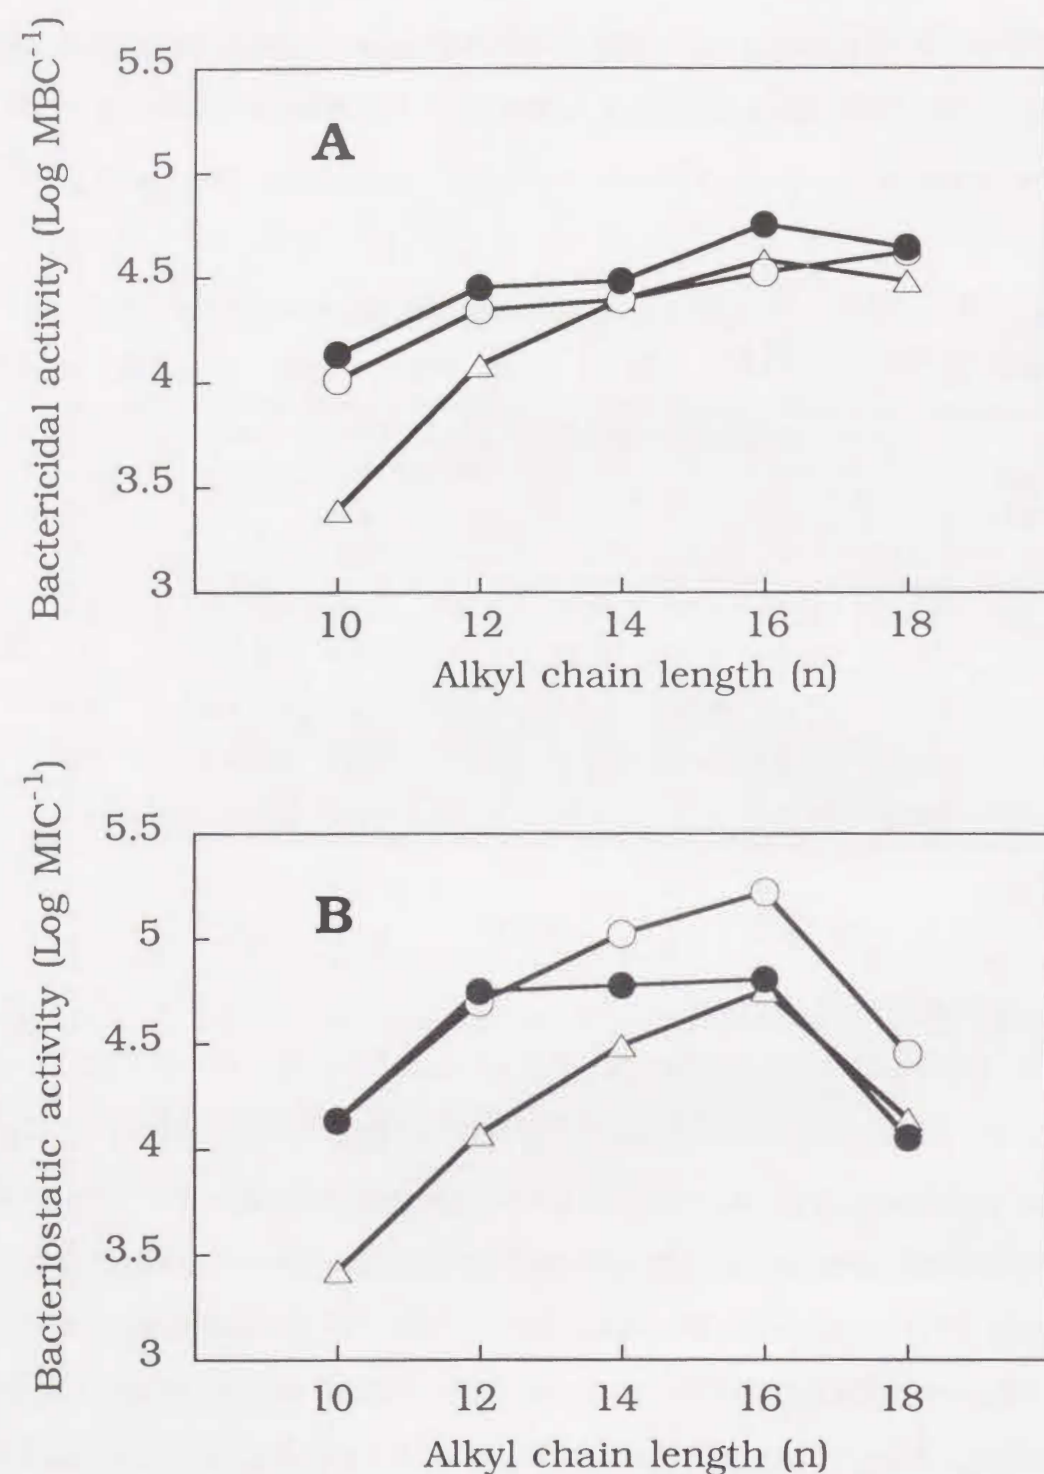 Bactericidal activity (Log MBC⁻¹)
A
5.5
5
4.5
4
3.5
3
10 12 14 16 18
Alkyl chain length (n)
Bacteriostatic activity (Log MIC⁻¹)
B
5.5
5
4.5
4
3.5
3
10 12 14 16 18
Alkyl chain length (n)